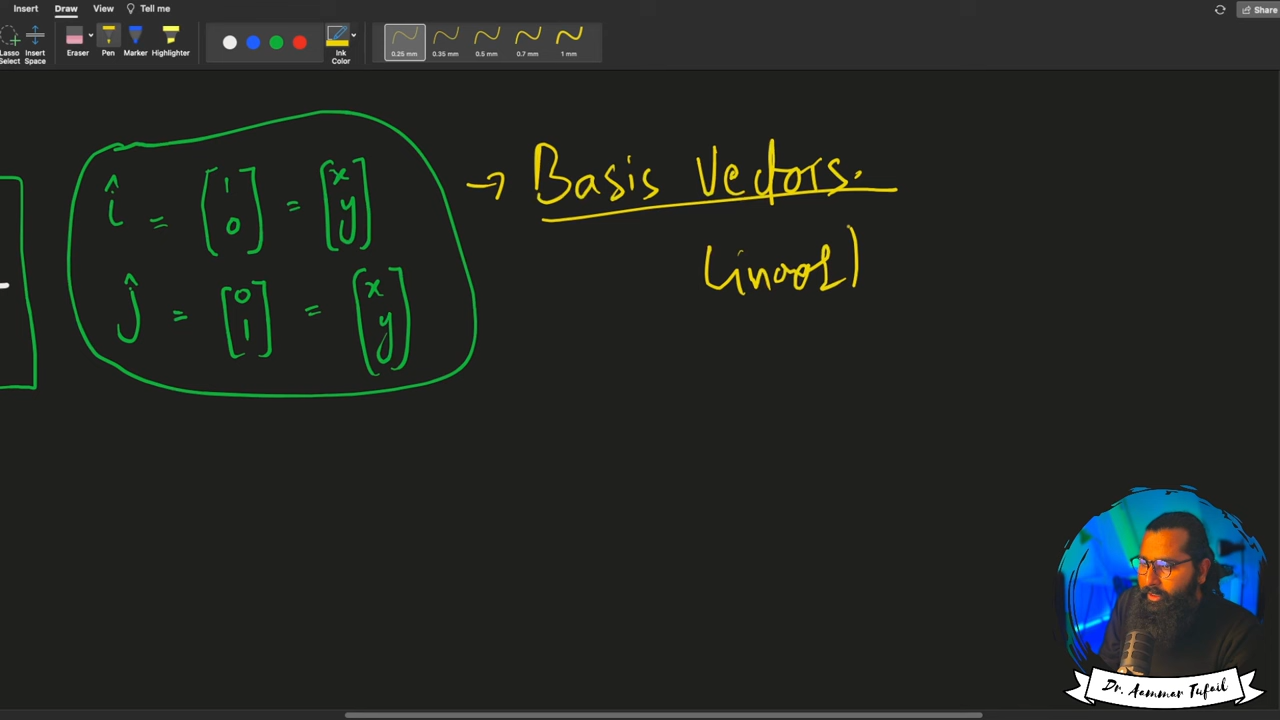 Insert Draw View Tell me
Share
Lasso Select
Insert Space
Eraser
Pen
Marker
Highlighter
Ink Color
0.25 mm
0.35 mm
0.5 mm
0.7 mm
1 mm
î = [1 0] = [x y]
ĵ = [0 1] = [x y]
→ Basis Vectors.
Dr. Aammar Tufail